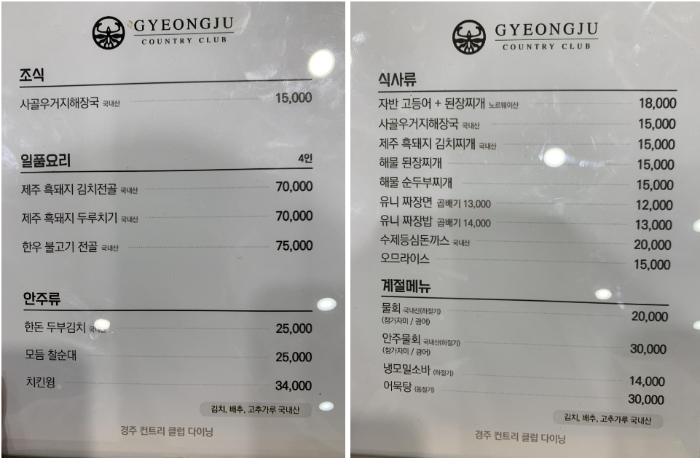 GYEONGJU
COUNTRY CLUB
조식
사골우거지해장국 국내산 15,000
일품요리 4인
제주 흑돼지 김치전골 국내산 70,000
제주 흑돼지 두루치기 국내산 70,000
한우 불고기 전골 국내산 75,000
안주류
한돈 두부김치 25,000
모듬 찰순대 25,000
치킨윙 34,000
김치, 배추, 고추가루 국내산
경주 컨트리 클럽 다이닝
GYEONGJU
COUNTRY CLUB
식사류
자반 고등어 + 된장찌개 노르웨이산 18,000
사골우거지해장국 국내산 15,000
제주 흑돼지 김치찌개 국내산 15,000
해물 된장찌개 15,000
해물 순두부찌개 15,000
유니 짜장면 곱배기 13,000 12,000
유니 짜장밥 곱배기 14,000 13,000
수제등심돈까스 국내산 20,000
오므라이스 15,000
계절메뉴
물회 국내산(하절기) 20,000
(참가자미 / 광어)
안주물회 국내산(하절기) 30,000
(참가자미 / 광어)
냉모밀소바 (하절기) 14,000
어묵탕 (동절기) 30,000
김치, 배추, 고추가루 국내산
경주 컨트리 클럽 다이닝